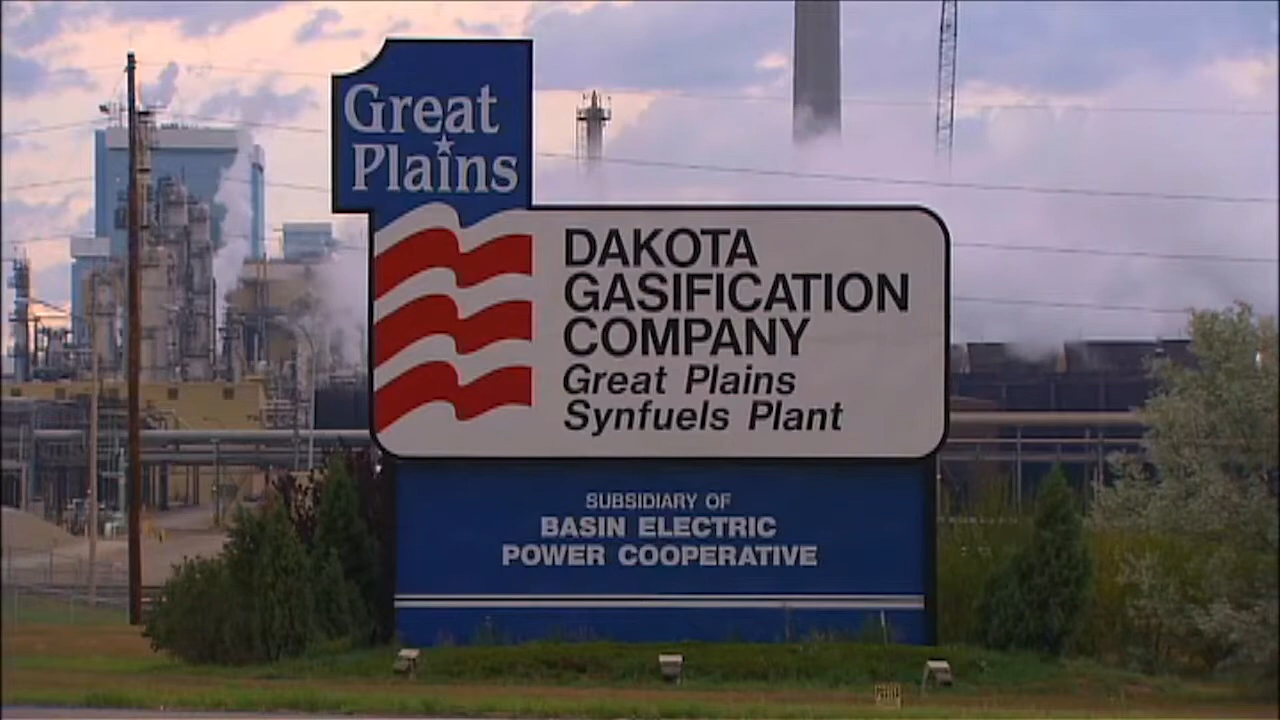 Great
Plains
DAKOTA
GASIFICATION
COMPANY
Great Plains
Synfuels Plant
SUBSIDIARY OF
BASIN ELECTRIC
POWER COOPERATIVE